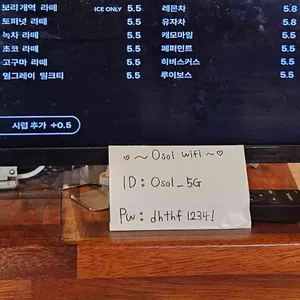 보리개역 라떼 ICE ONLY 5.5
토피넛 라떼 5.5
녹차 라떼 5.5
초코 라떼 5.5
고구마 라떼 5.5
얼그레이 밀크티 5.5
시럽 추가 +0.5
레몬차 5.8
유자차 5.8
캐모마일 5.5
페퍼민트 5.5
히비스커스 5.5
루이보스 5.5
♡ ~ Osol wifi ~ ♡
ID : Osol_5G
Pw : dhthf 1234!